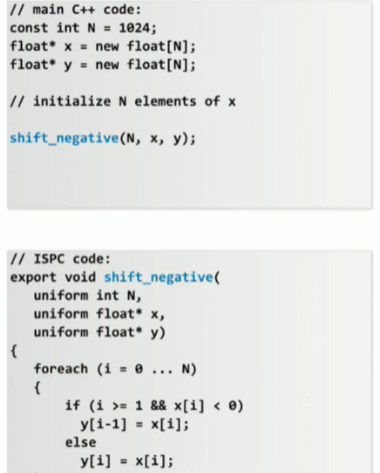 // main C++ code:
const int N = 1024;
float* x = new float[N];
float* y = new float[N];
// initialize N elements of x
shift_negative(N, x, y);
// ISPC code:
export void shift_negative(
uniform int N,
uniform float* x,
uniform float* y)
{
foreach (i = 0 ... N)
{
if (i >= 1 && x[i] < 0)
y[i-1] = x[i];
else
y[i] = x[i];